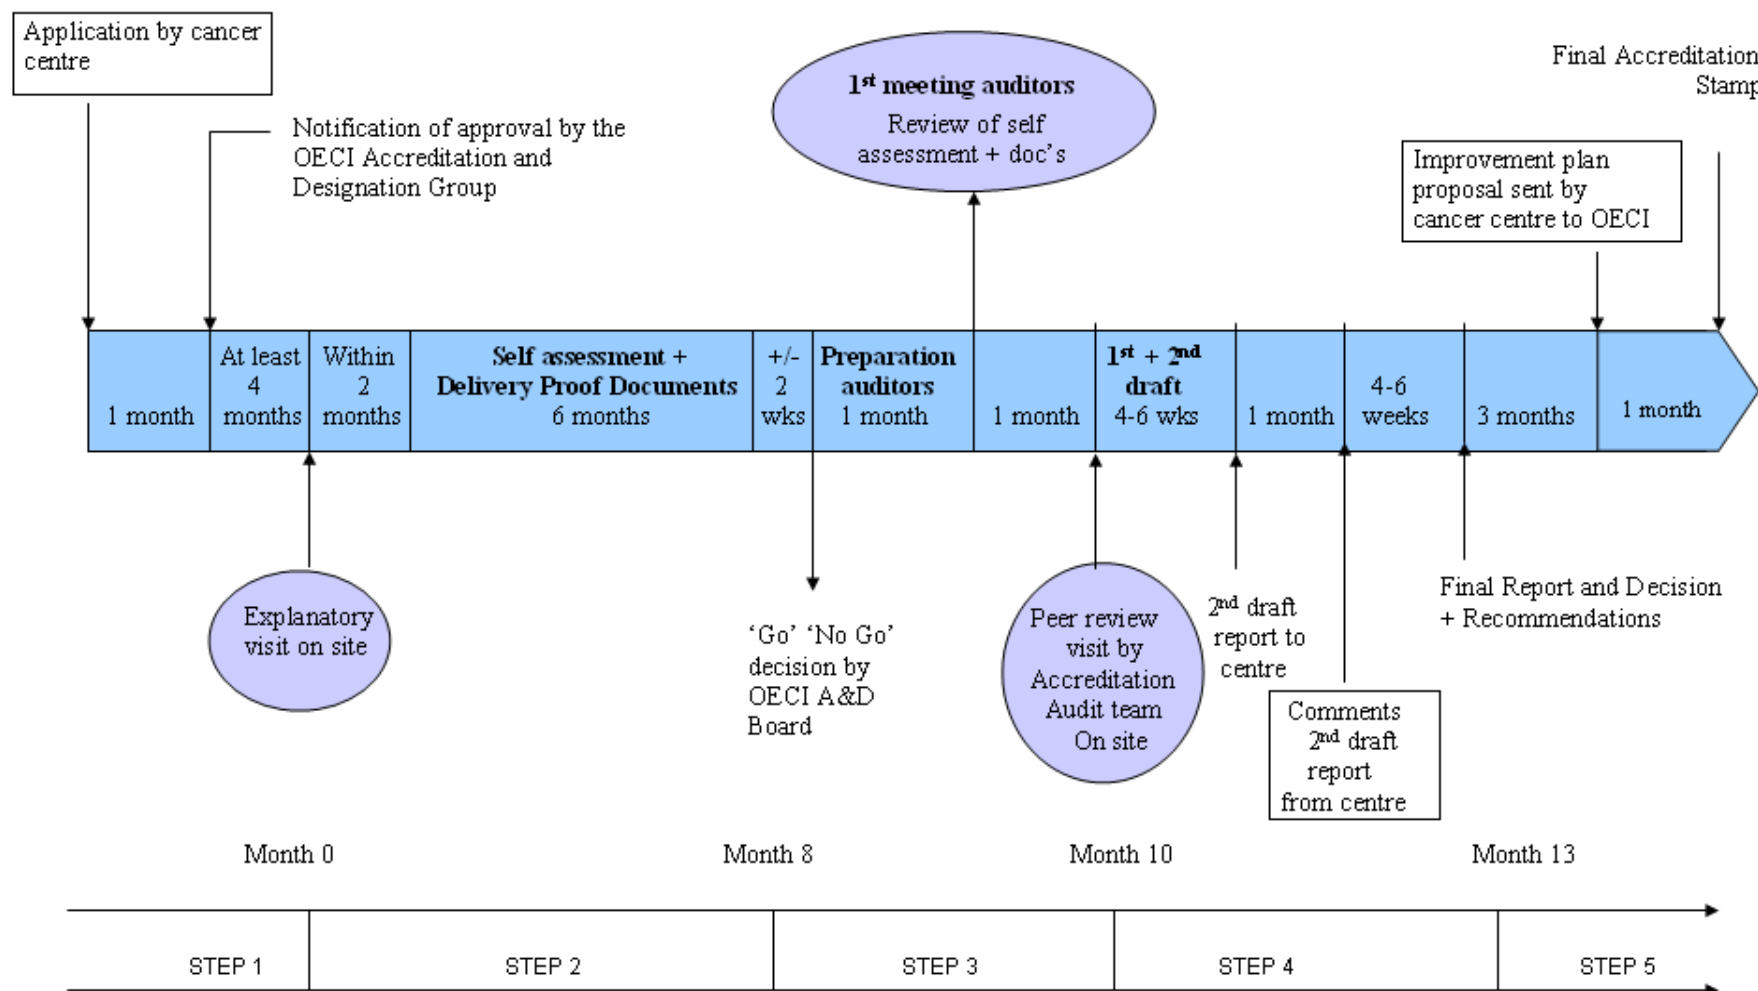 Application by cancer
centre
Notification of approval by the
OECI Accreditation and
Designation Group
1st meeting auditors
Review of self
assessment + doc's
Final Accreditation
Stamp
Improvement plan
proposal sent by
cancer centre to OECI
1 month
At least
4
months
Within
2
months
Self assessment +
Delivery Proof Documents
6 months
+/-
2
wks
Preparation
auditors
1 month
1 month
1st + 2nd
draft
4-6 wks
1 month
4-6
weeks
3 months
1 month
Explanatory
visit on site
'Go' 'No Go'
decision by
OECI A&D
Board
Peer review
visit by
Accreditation
Audit team
On site
2nd draft
report to
centre
Comments
2nd draft
report
from centre
Final Report and Decision
+ Recommendations
Month 0
Month 8
Month 10
Month 13
STEP 1
STEP 2
STEP 3
STEP 4
STEP 5